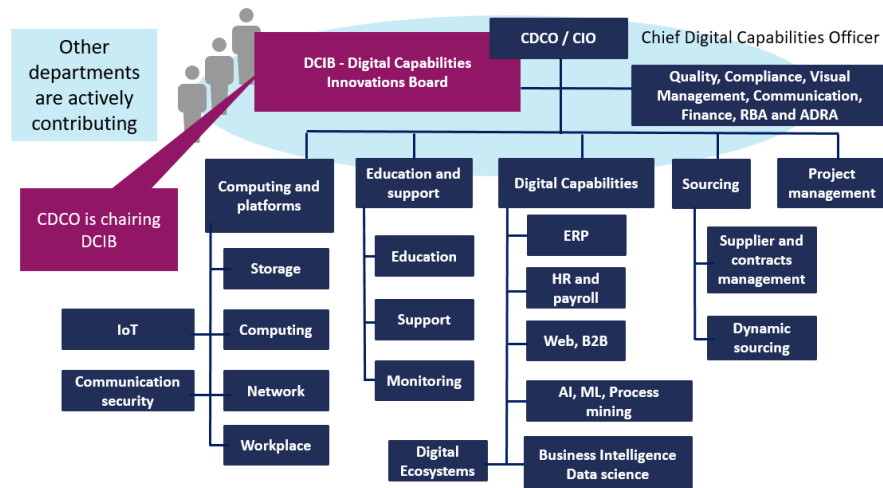 Other
departments
are actively
contributing
DCIB - Digital Capabilities
Innovations Board
CDCO / CIO
Chief Digital Capabilities Officer
Quality, Compliance, Visual
Management, Communication,
Finance, RBA and ADRA
CDCO is chairing
DCIB
Computing and
platforms
Education and
support
Digital Capabilities
Sourcing
Project
management
Storage
IoT
Computing
Communication
security
Network
Workplace
Education
Support
Monitoring
ERP
HR and
payroll
Web, B2B
AI, ML, Process
mining
Digital
Ecosystems
Business Intelligence
Data science
Supplier and
contracts
management
Dynamic
sourcing